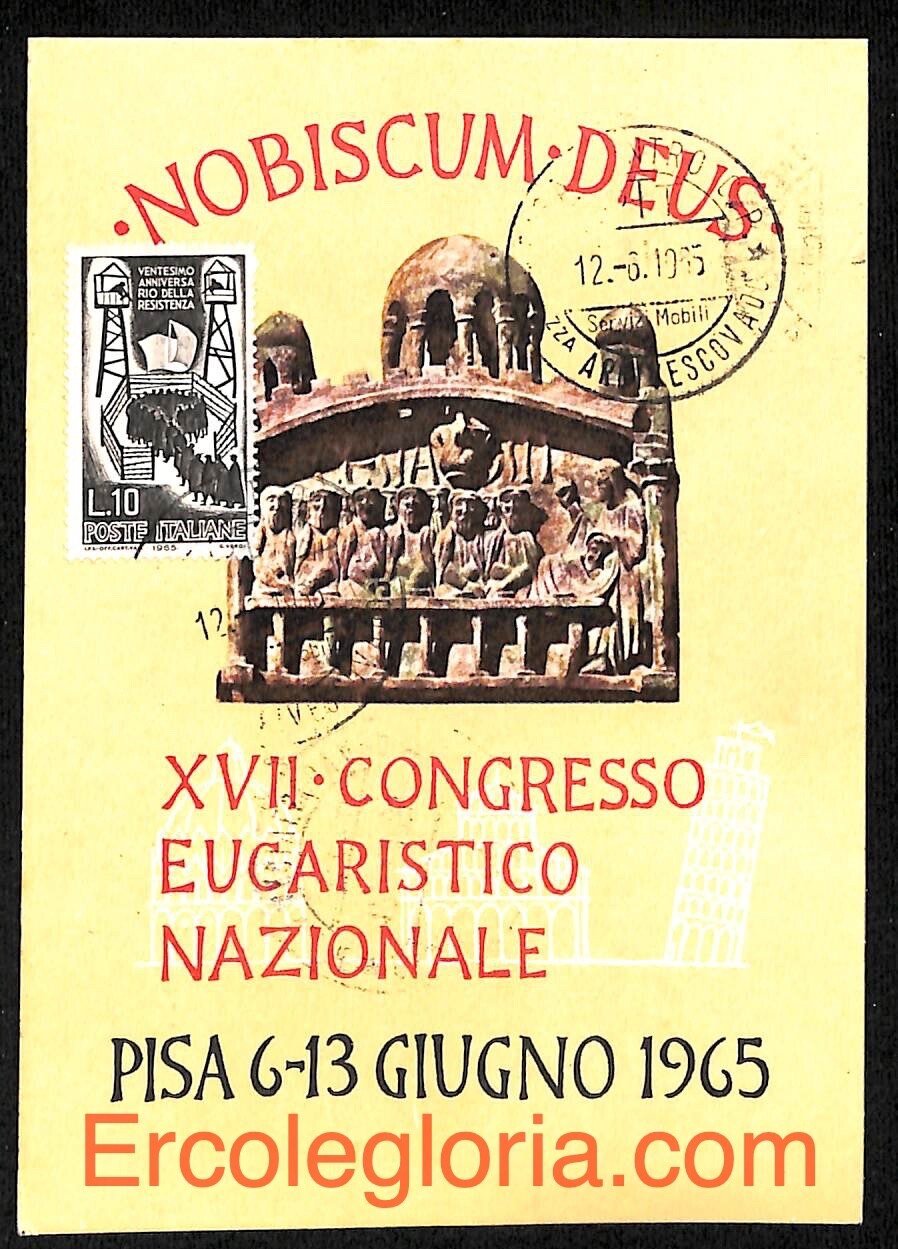 ·NOBISCUM·DEUS·
VENTESIMO
ANNIVERSA
RIO DELLA
RESISTENZA
L.10
POSTE ITALIANE
1965
12.-6.1965
Servizi Mobili
XVII·CONGRESSO
EUCARISTICO
NAZIONALE
PISA 6-13 GIUGNO 1965
Ercolegloria.com